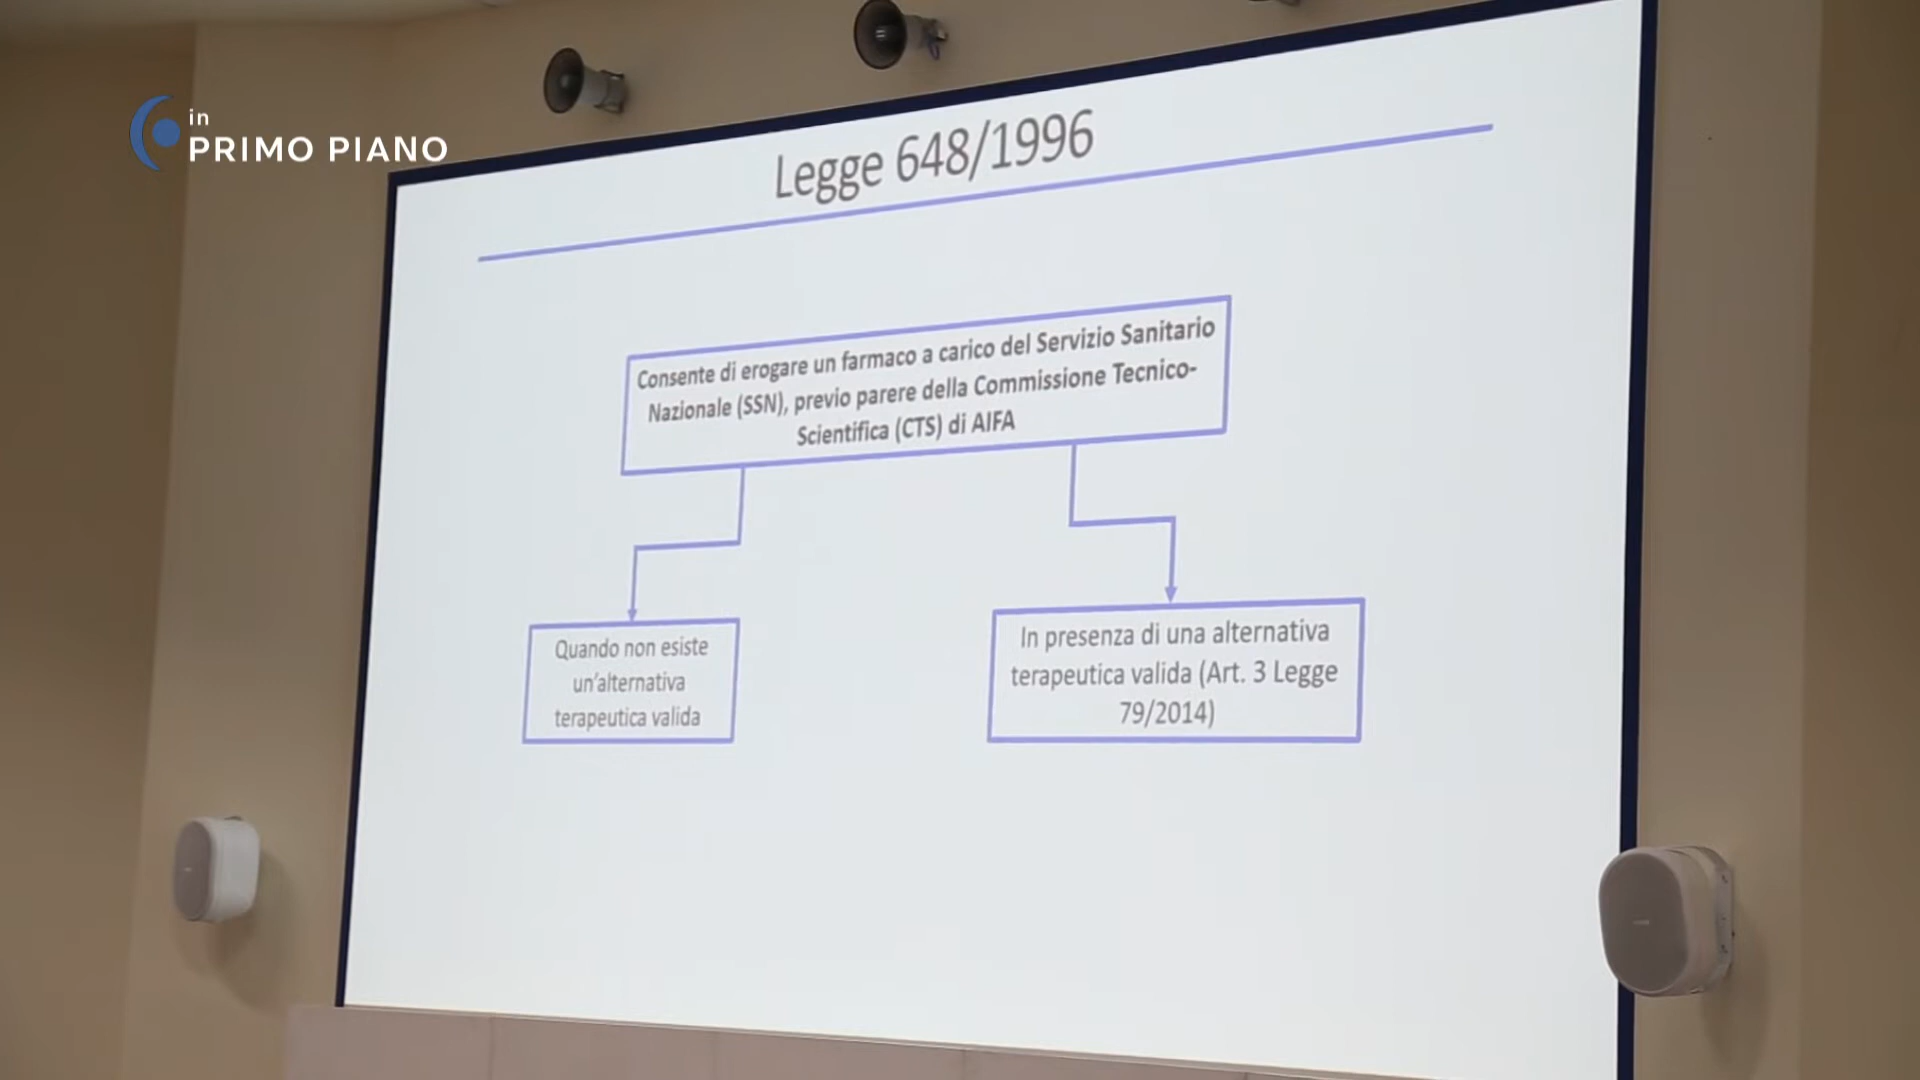 in
PRIMO PIANO
Legge 648/1996
Consente di erogare un farmaco a carico del Servizio Sanitario
Nazionale (SSN), previo parere della Commissione Tecnico-
Scientifica (CTS) di AIFA
Quando non esiste
un'alternativa
terapeutica valida
In presenza di una alternativa
terapeutica valida (Art. 3 Legge
79/2014)